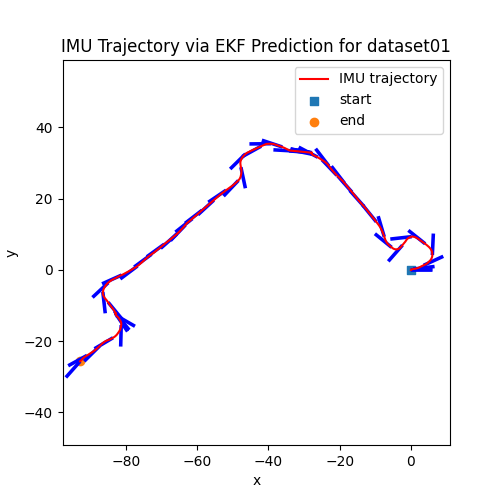 IMU Trajectory via EKF Prediction for dataset01
IMU trajectory
start
end
40
20
0
−20
−40
y
−80
−60
−40
−20
0
x